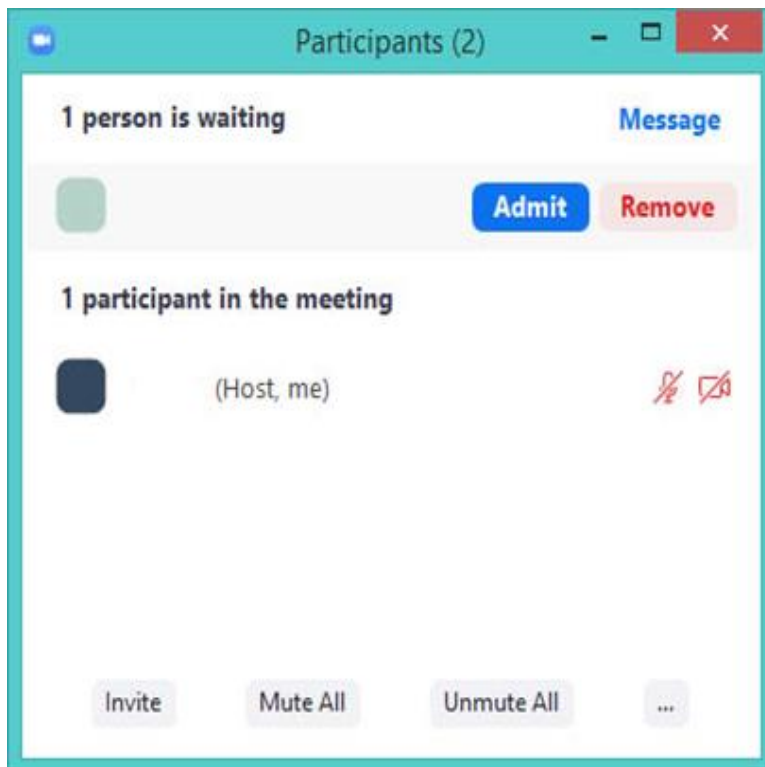 Participants (2)
1 person is waiting Message
Admit Remove
1 participant in the meeting
(Host, me)
Invite Mute All Unmute All ...